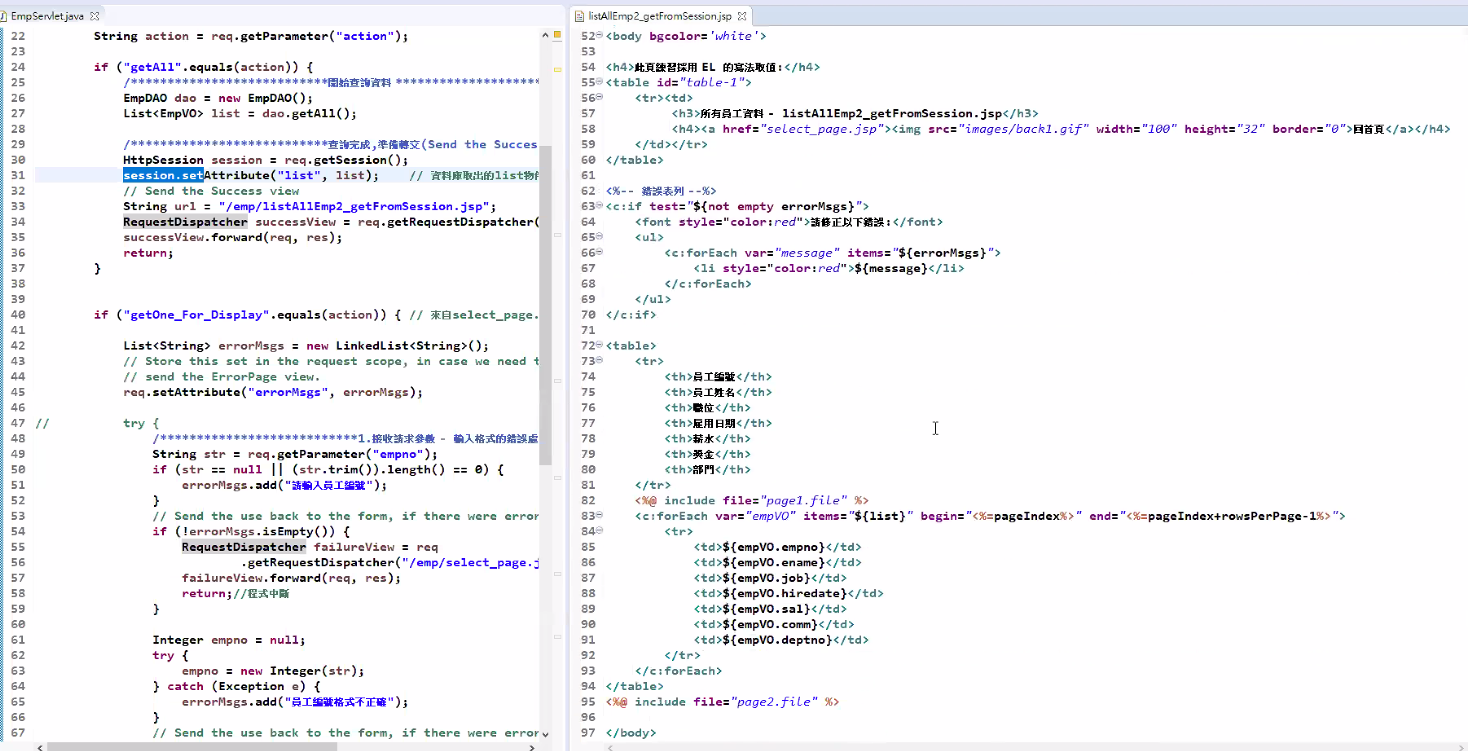 EmpServlet.java
22 String action = req.getParameter("action");
23
24 if ("getAll".equals(action)) {
25 /***************************開始查詢資料 ********************
26 EmpDAO dao = new EmpDAO();
27 List<EmpVO> list = dao.getAll();
28
29 /***************************查詢完成,準備轉交(Send the Succes
30 HttpSession session = req.getSession();
31 session.setAttribute("list", list);    // 資料庫取出的list物件
32 // Send the Success view
33 String url = "/emp/listAllEmp2_getFromSession.jsp";
34 RequestDispatcher successView = req.getRequestDispatcher(
35 successView.forward(req, res);
36 return;
37 }
38
39
40 if ("getOne_For_Display".equals(action)) { // 來自select_page.
41
42 List<String> errorMsgs = new LinkedList<String>();
43 // Store this set in the request scope, in case we need t
44 // send the ErrorPage view.
45 req.setAttribute("errorMsgs", errorMsgs);
46
47 // try {
48 /***************************1.接收請求參數 - 輸入格式的錯誤處
49 String str = req.getParameter("empno");
50 if (str == null || (str.trim()).length() == 0) {
51 errorMsgs.add("請輸入員工編號");
52 }
53 // Send the use back to the form, if there were error
54 if (!errorMsgs.isEmpty()) {
55 RequestDispatcher failureView = req
56 .getRequestDispatcher("/emp/select_page.j
57 failureView.forward(req, res);
58 return;//程式中斷
59 }
60
61 Integer empno = null;
62 try {
63 empno = new Integer(str);
64 } catch (Exception e) {
65 errorMsgs.add("員工編號格式不正確");
66 }
67 // Send the use back to the form, if there were error
listAllEmp2_getFromSession.jsp
52 <body bgcolor='white'>
53
54 <h4>此頁練習採用 EL 的寫法取值:</h4>
55 <table id="table-1">
56 <tr><td>
57 <h3>所有員工資料 - listAllEmp2_getFromSession.jsp</h3>
58 <h4><a href="select_page.jsp"><img src="images/back1.gif" width="100" height="32" border="0">回首頁</a></h4>
59 </td></tr>
60 </table>
61
62 <%-- 錯誤表列 --%>
63 <c:if test="${not empty errorMsgs}">
64 <font style="color:red">請修正以下錯誤:</font>
65 <ul>
66 <c:forEach var="message" items="${errorMsgs}">
67 <li style="color:red">${message}</li>
68 </c:forEach>
69 </ul>
70 </c:if>
71
72 <table>
73 <tr>
74 <th>員工編號</th>
75 <th>員工姓名</th>
76 <th>職位</th>
77 <th>雇用日期</th>
78 <th>薪水</th>
79 <th>獎金</th>
80 <th>部門</th>
81 </tr>
82 <%@ include file="page1.file" %>
83 <c:forEach var="empVO" items="${list}" begin="<%=pageIndex%>" end="<%=pageIndex+rowsPerPage-1%>">
84 <tr>
85 <td>${empVO.empno}</td>
86 <td>${empVO.ename}</td>
87 <td>${empVO.job}</td>
88 <td>${empVO.hiredate}</td>
89 <td>${empVO.sal}</td>
90 <td>${empVO.comm}</td>
91 <td>${empVO.deptno}</td>
92 </tr>
93 </c:forEach>
94 </table>
95 <%@ include file="page2.file" %>
96
97 </body>